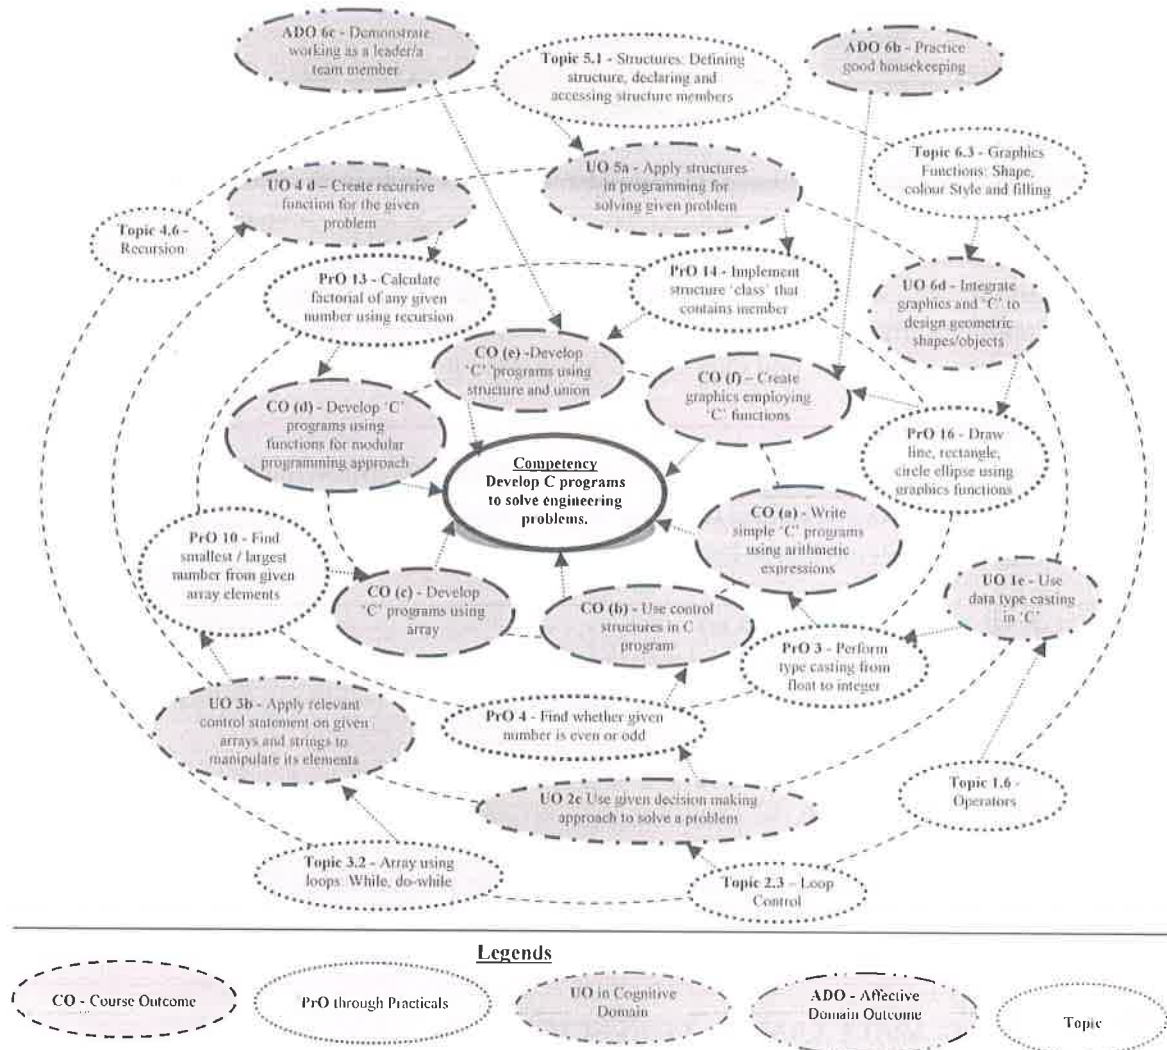 ADO 6c - Demonstrate
working as a leader/a
team member
Topic 5.1 - Structures: Defining
structure, declaring and
accessing structure members
ADO 6b - Practice
good housekeeping
Topic 6.3 - Graphics
Functions: Shape,
colour Style and filling
UO 4 d – Create recursive
function for the given
problem
UO 5a - Apply structures
in programming for
solving given problem
Topic 4.6 -
Recursion
PrO 13 - Calculate
factorial of any given
number using recursion
PrO 14 - Implement
structure 'class' that
contains member
UO 6d - Integrate
graphics and 'C' to
design geometric
shapes/objects
CO (e) -Develop
'C' programs using
structure and union
CO (f) – Create
graphics employing
'C' functions
CO (d) - Develop 'C'
programs using
functions for modular
programming approach
PrO 16 - Draw
line, rectangle,
circle ellipse using
graphics functions
Competency
Develop C programs
to solve engineering
problems.
CO (a) - Write
simple 'C' programs
using arithmetic
expressions
PrO 10 - Find
smallest / largest
number from given
array elements
CO (c) – Develop
'C' programs using
array
CO (b) - Use control
structures in C
program
UO 1e - Use
data type casting
in 'C'
PrO 3 - Perform
type casting from
float to integer
UO 3b - Apply relevant
control statement on given
arrays and strings to
manipulate its elements
PrO 4 - Find whether given
number is even or odd
UO 2c Use given decision making
approach to solve a problem
Topic 1.6 -
Operators
Topic 3.2 - Array using
loops: While, do-while
Topic 2.3 – Loop
Control
Legends
CO - Course Outcome
PrO through Practicals
UO in Cognitive
Domain
ADO - Affective
Domain Outcome
Topic